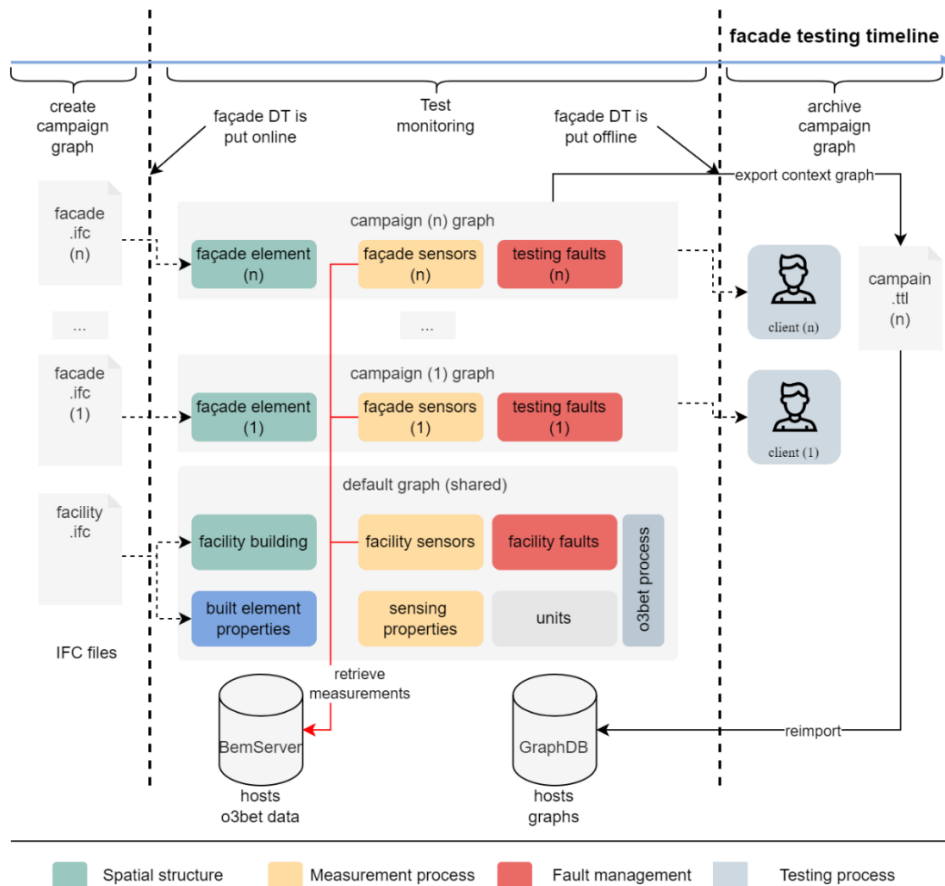 facade testing timeline
create
campaign
graph
façade DT is
put online
Test
monitoring
façade DT is
put offline
archive
campaign
graph
export context graph
facade
.ifc
(n)
campaign (n) graph
façade element
(n)
façade sensors
(n)
testing faults
(n)
client (n)
campain
.ttl
(n)
...
...
facade
.ifc
(1)
campaign (1) graph
façade element
(1)
façade sensors
(1)
testing faults
(1)
client (1)
default graph (shared)
facility
.ifc
facility building
facility sensors
facility faults
o3bet process
built element
properties
sensing
properties
units
IFC files
retrieve
measurements
BemServer
GraphDB
reimport
hosts
o3bet data
hosts
graphs
Spatial structure
Measurement process
Fault management
Testing process